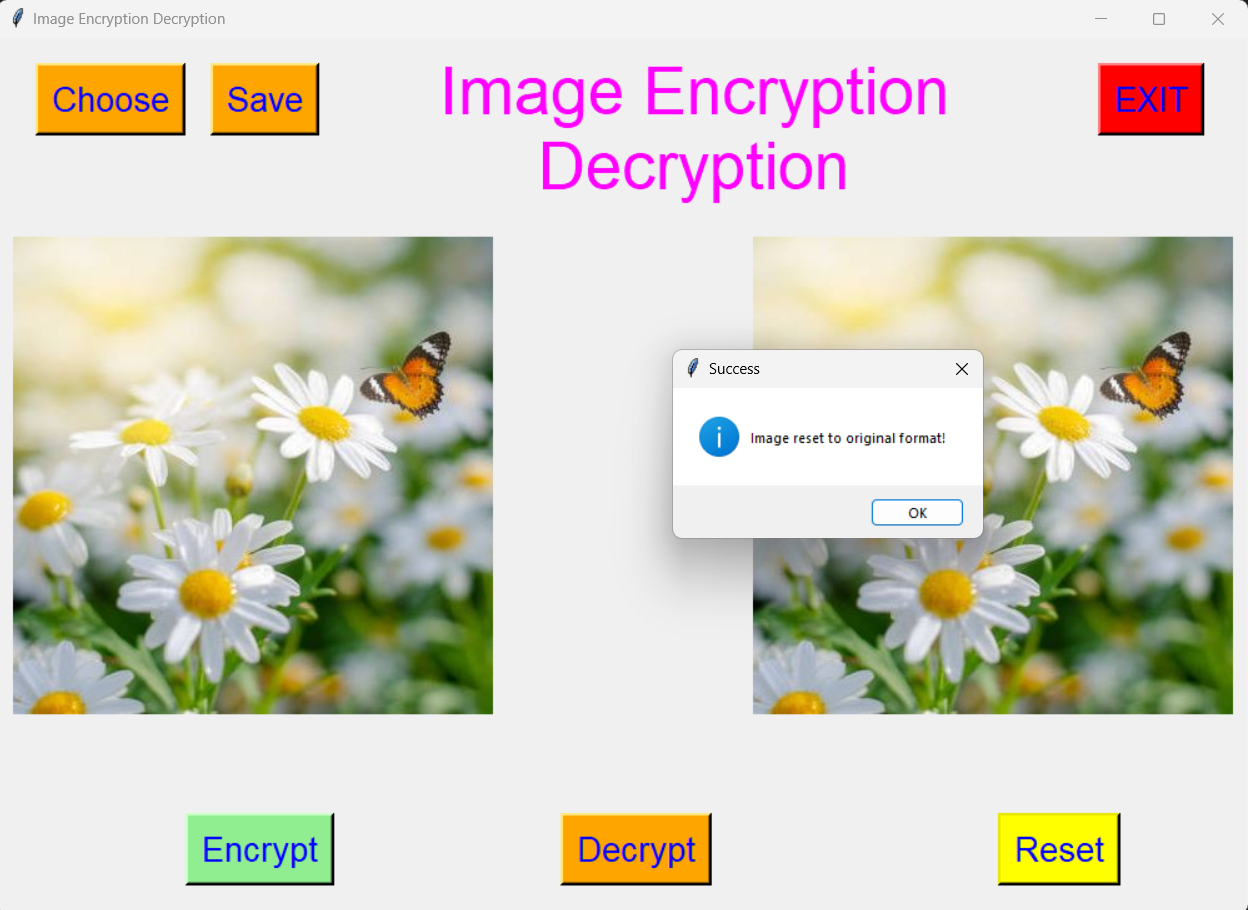 Image Encryption Decryption
Choose
Save
Image Encryption
Decryption
EXIT
Success
Image reset to original format!
OK
Encrypt
Decrypt
Reset